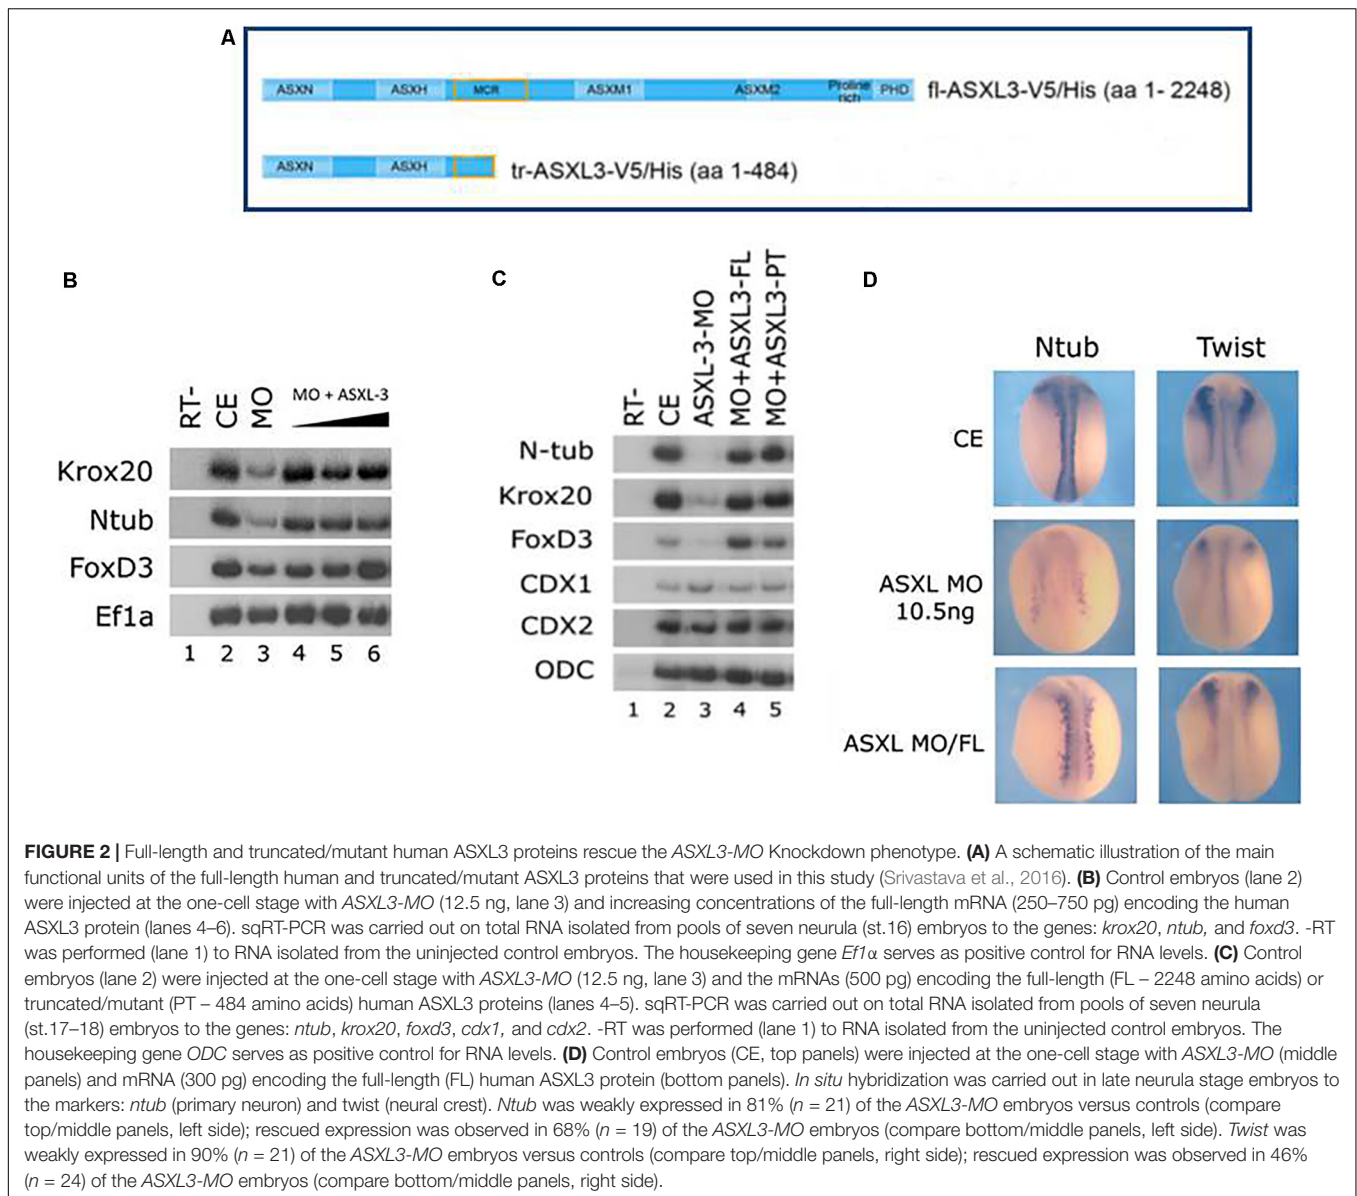 A
ASXN ASXH MCR ASXM1 ASXM2 Proline rich PHD fl-ASXL3-V5/His (aa 1- 2248)
ASXN ASXH tr-ASXL3-V5/His (aa 1-484)
B
RT- CE MO MO + ASXL-3
Krox20
Ntub
FoxD3
Ef1a
1 2 3 4 5 6
C
RT- CE ASXL-3-MO MO+ASXL3-FL MO+ASXL3-PT
N-tub
Krox20
FoxD3
CDX1
CDX2
ODC
1 2 3 4 5
D
Ntub Twist
CE
ASXL MO
10.5ng
ASXL MO/FL
FIGURE 2 | Full-length and truncated/mutant human ASXL3 proteins rescue the ASXL3-MO Knockdown phenotype. (A) A schematic illustration of the main
functional units of the full-length human and truncated/mutant ASXL3 proteins that were used in this study (Srivastava et al., 2016). (B) Control embryos (lane 2)
were injected at the one-cell stage with ASXL3-MO (12.5 ng, lane 3) and increasing concentrations of the full-length mRNA (250–750 pg) encoding the human
ASXL3 protein (lanes 4–6). sqRT-PCR was carried out on total RNA isolated from pools of seven neurula (st.16) embryos to the genes: krox20, ntub, and foxd3. -RT
was performed (lane 1) to RNA isolated from the uninjected control embryos. The housekeeping gene Ef1α serves as positive control for RNA levels. (C) Control
embryos (lane 2) were injected at the one-cell stage with ASXL3-MO (12.5 ng, lane 3) and the mRNAs (500 pg) encoding the full-length (FL – 2248 amino acids) or
truncated/mutant (PT – 484 amino acids) human ASXL3 proteins (lanes 4–5). sqRT-PCR was carried out on total RNA isolated from pools of seven neurula
(st.17–18) embryos to the genes: ntub, krox20, foxd3, cdx1, and cdx2. -RT was performed (lane 1) to RNA isolated from the uninjected control embryos. The
housekeeping gene ODC serves as positive control for RNA levels. (D) Control embryos (CE, top panels) were injected at the one-cell stage with ASXL3-MO (middle
panels) and mRNA (300 pg) encoding the full-length (FL) human ASXL3 protein (bottom panels). In situ hybridization was carried out in late neurula stage embryos to
the markers: ntub (primary neuron) and twist (neural crest). Ntub was weakly expressed in 81% (n = 21) of the ASXL3-MO embryos versus controls (compare
top/middle panels, left side); rescued expression was observed in 68% (n = 19) of the ASXL3-MO embryos (compare bottom/middle panels, left side). Twist was
weakly expressed in 90% (n = 21) of the ASXL3-MO embryos versus controls (compare top/middle panels, right side); rescued expression was observed in 46%
(n = 24) of the ASXL3-MO embryos (compare bottom/middle panels, right side).